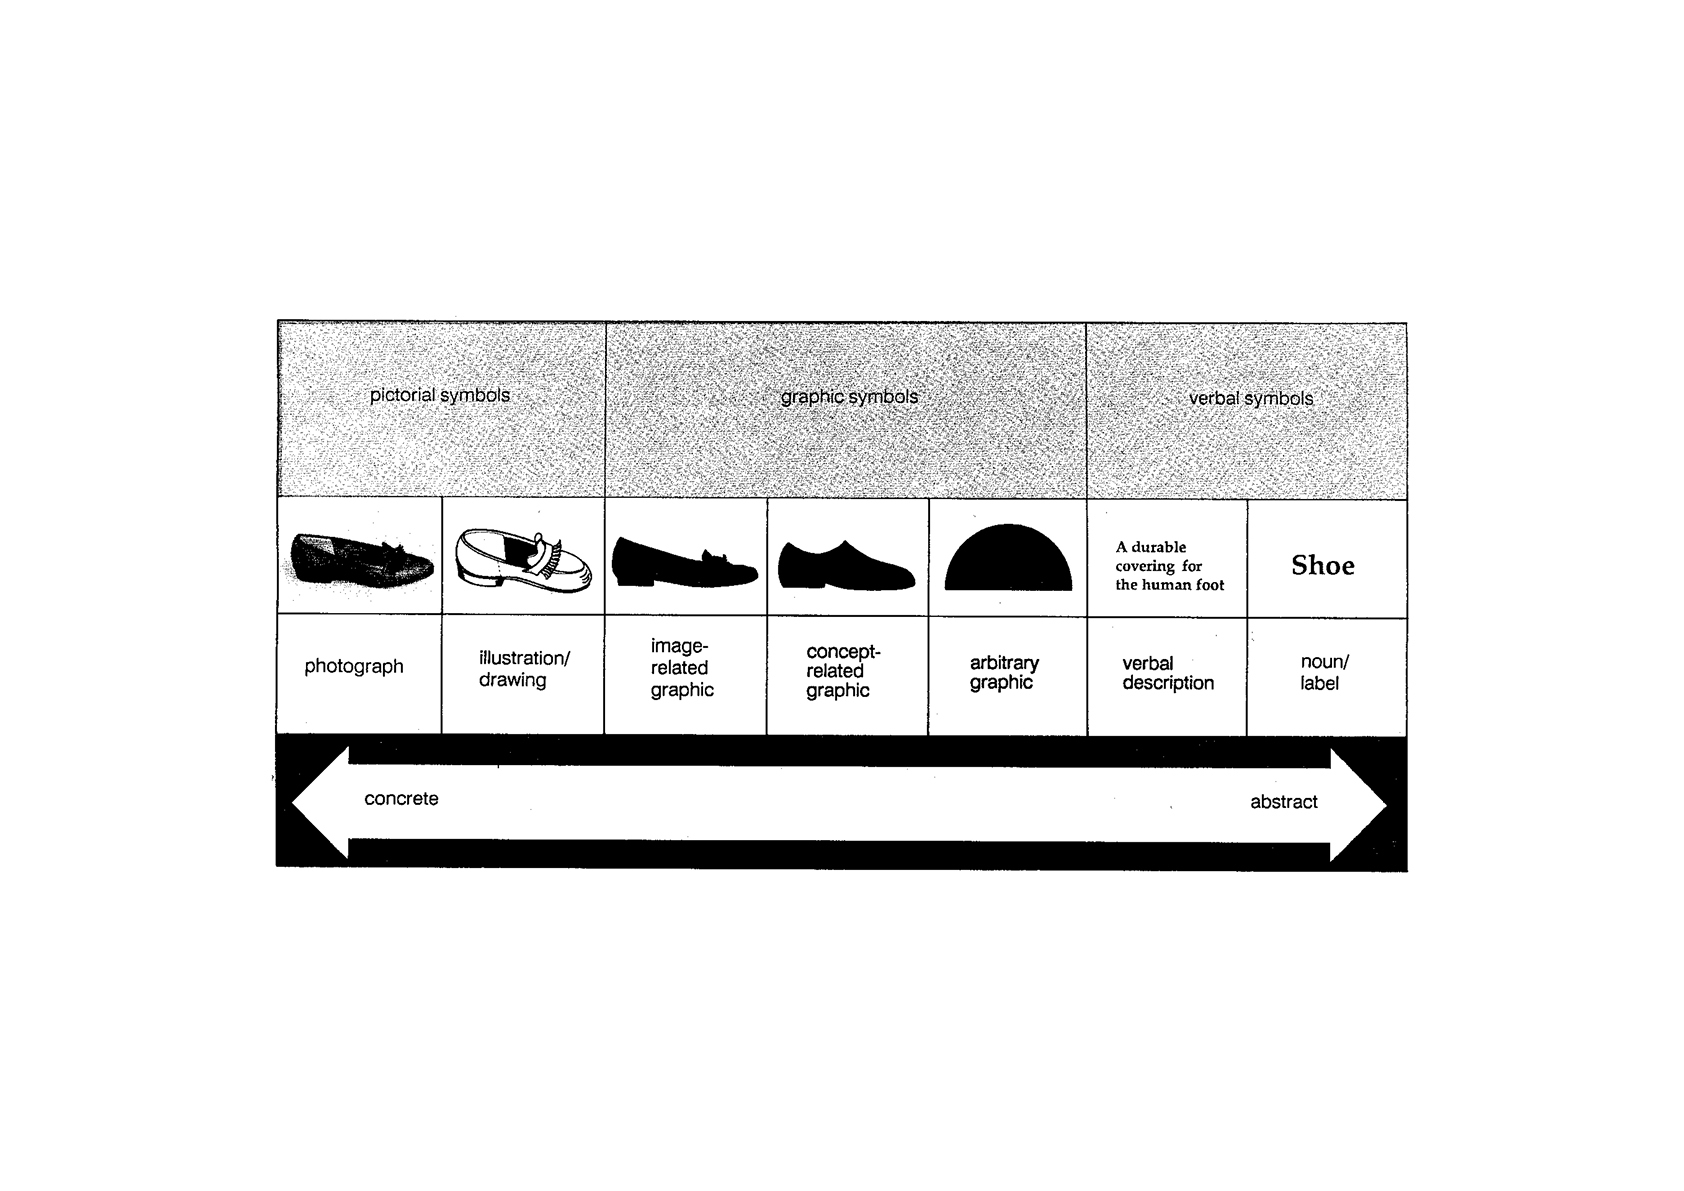 pictorial symbols
graphic symbols
verbal symbols
A durable
covering for
the human foot
Shoe
photograph
illustration/
drawing
image-
related
graphic
concept-
related
graphic
arbitrary
graphic
verbal
description
noun/
label
concrete
abstract